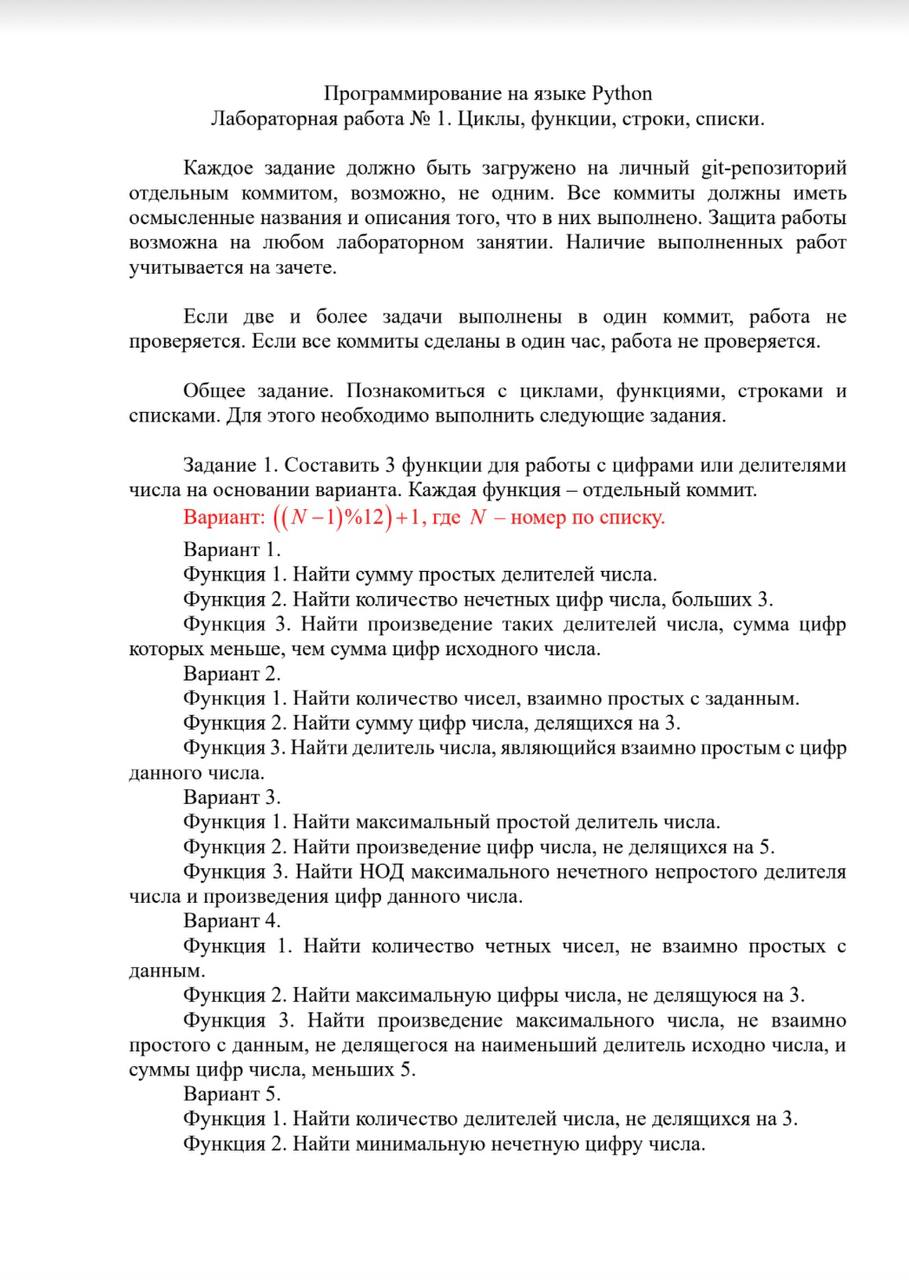 Программирование на языке Python
Лабораторная работа № 1. Циклы, функции, строки, списки.
Каждое задание должно быть загружено на личный git-репозиторий
отдельным коммитом, возможно, не одним. Все коммиты должны иметь
осмысленные названия и описания того, что в них выполнено. Защита работы
возможна на любом лабораторном занятии. Наличие выполненных работ
учитывается на зачете.
Если две и более задачи выполнены в один коммит, работа не
проверяется. Если все коммиты сделаны в один час, работа не проверяется.
Общее задание. Познакомиться с циклами, функциями, строками и
списками. Для этого необходимо выполнить следующие задания.
Задание 1. Составить 3 функции для работы с цифрами или делителями
числа на основании варианта. Каждая функция – отдельный коммит.
Вариант: ((N −1)%12)+1, где N – номер по списку.
Вариант 1.
Функция 1. Найти сумму простых делителей числа.
Функция 2. Найти количество нечетных цифр числа, больших 3.
Функция 3. Найти произведение таких делителей числа, сумма цифр
которых меньше, чем сумма цифр исходного числа.
Вариант 2.
Функция 1. Найти количество чисел, взаимно простых с заданным.
Функция 2. Найти сумму цифр числа, делящихся на 3.
Функция 3. Найти делитель числа, являющийся взаимно простым с цифр
данного числа.
Вариант 3.
Функция 1. Найти максимальный простой делитель числа.
Функция 2. Найти произведение цифр числа, не делящихся на 5.
Функция 3. Найти НОД максимального нечетного непростого делителя
числа и произведения цифр данного числа.
Вариант 4.
Функция 1. Найти количество четных чисел, не взаимно простых с
данным.
Функция 2. Найти максимальную цифры числа, не делящуюся на 3.
Функция 3. Найти произведение максимального числа, не взаимно
простого с данным, не делящегося на наименьший делитель исходно числа, и
суммы цифр числа, меньших 5.
Вариант 5.
Функция 1. Найти количество делителей числа, не делящихся на 3.
Функция 2. Найти минимальную нечетную цифру числа.